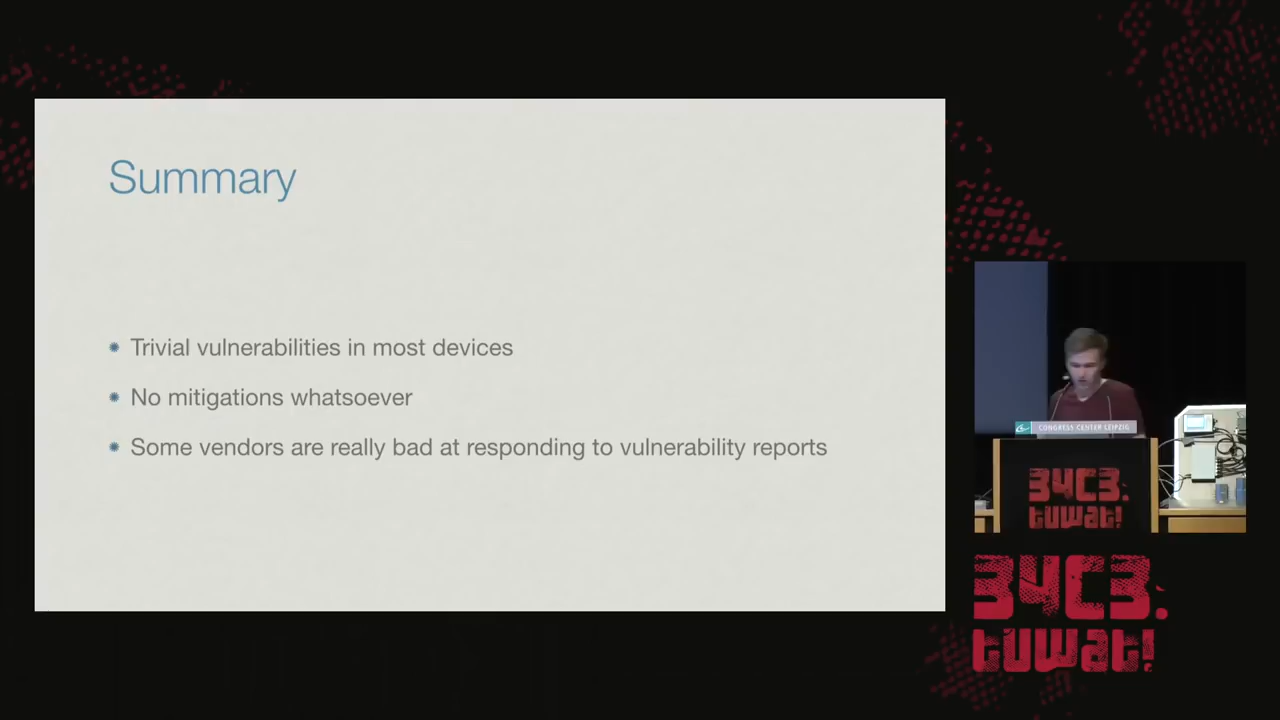 Summary
Trivial vulnerabilities in most devices
No mitigations whatsoever
Some vendors are really bad at responding to vulnerability reports
CONGRESS CENTER LEIPZIG
34C3.
tuwat!
34C3.
tuwat!